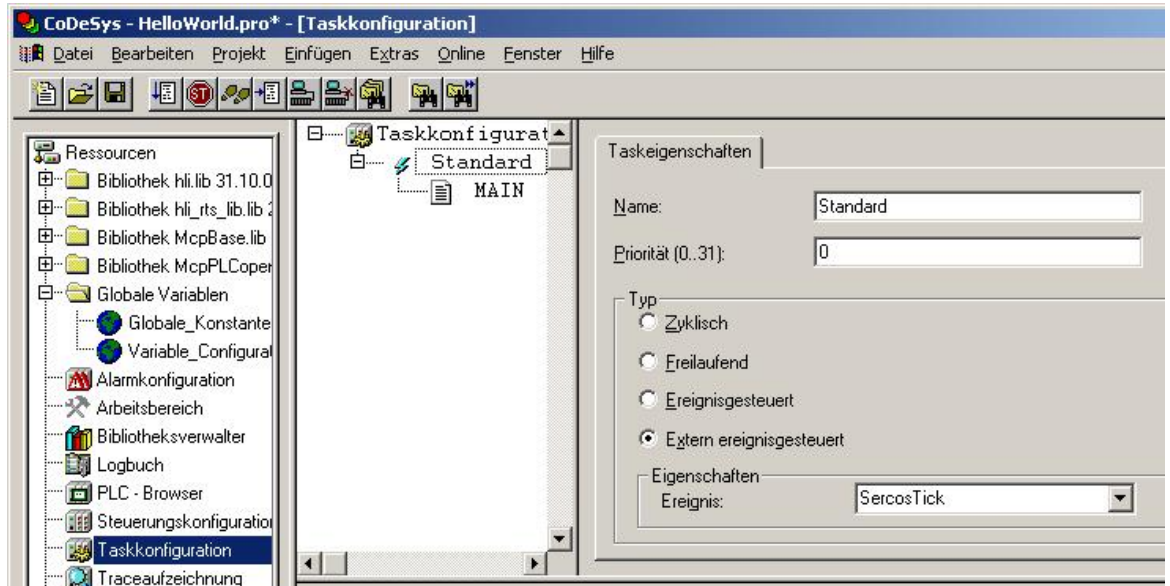 CoDeSys - HelloWorld.pro* - [Taskkonfiguration]
Datei Bearbeiten Projekt Einfügen Extras Online Fenster Hilfe
Ressourcen
Bibliothek hli.lib 31.10.0
Bibliothek hli_rts_lib.lib 2
Bibliothek McpBase.lib
Bibliothek McpPLCoper
Globale Variablen
Globale_Konstante
Variable_Configurat
Alarmkonfiguration
Arbeitsbereich
Bibliotheksverwalter
Logbuch
PLC - Browser
Steuerungskonfiguration
Taskkonfiguration
Traceaufzeichnung
Taskkonfigurat
Standard
MAIN
Taskeigenschaften
Name: Standard
Priorität (0..31): 0
Typ
Zyklisch
Freilaufend
Ereignisgesteuert
Extern ereignisgesteuert
Eigenschaften
Ereignis: SercosTick